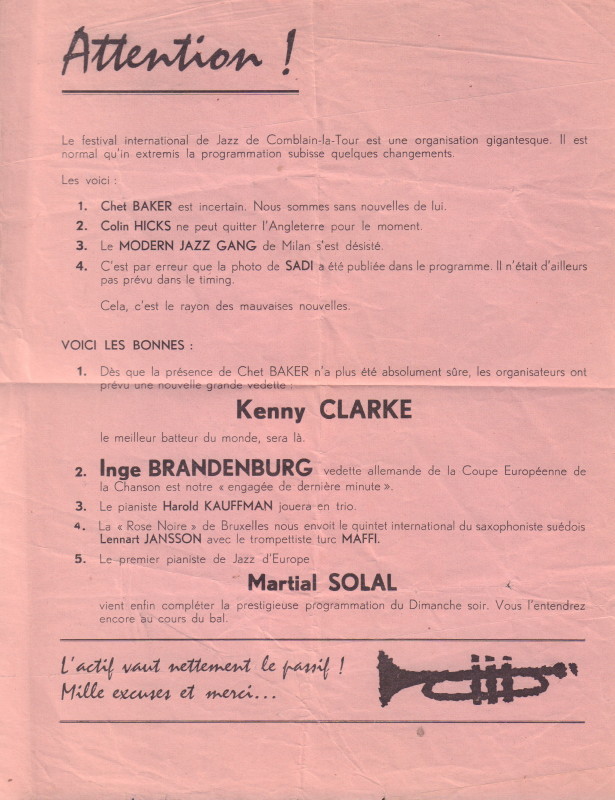 Attention !
Le festival international de Jazz de Comblain-la-Tour est une organisation gigantesque. Il est
normal qu'in extremis la programmation subisse quelques changements.
Les voici :
1. Chet BAKER est incertain. Nous sommes sans nouvelles de lui.
2. Colin HICKS ne peut quitter l'Angleterre pour le moment.
3. Le MODERN JAZZ GANG de Milan s'est désisté.
4. C'est par erreur que la photo de SADI a été publiée dans le programme. Il n'était d'ailleurs
pas prévu dans le timing.
Cela, c'est le rayon des mauvaises nouvelles.
VOICI LES BONNES :
1. Dès que la présence de Chet BAKER n'a plus été absolument sûre, les organisateurs ont
prévu une nouvelle grande vedette :
Kenny CLARKE
le meilleur batteur du monde, sera là.
2. Inge BRANDENBURG vedette allemande de la Coupe Européenne de
la Chanson est notre « engagée de dernière minute ».
3. Le pianiste Harold KAUFFMAN jouera en trio.
4. La « Rose Noire » de Bruxelles nous envoit le quintet international du saxophoniste suédois
Lennart JANSSON avec le trompettiste turc MAFFI.
5. Le premier pianiste de Jazz d'Europe
Martial SOLAL
vient enfin compléter la prestigieuse programmation du Dimanche soir. Vous l'entendrez
encore au cours du bal.
L'actif vaut nettement le passif !
Mille excuses et merci...